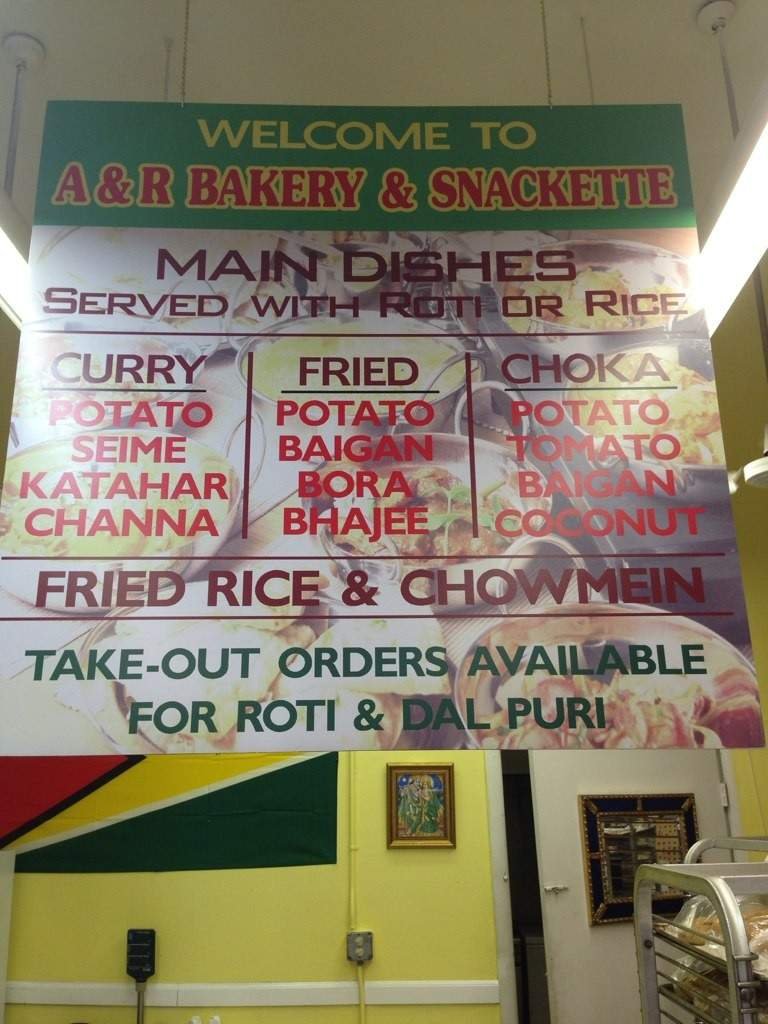 WELCOME TO
A & R BAKERY & SNACKETTE
MAIN DISHES
SERVED WITH ROTI OR RICE
CURRY
POTATO
SEIME
KATAHAR
CHANNA
FRIED
POTATO
BAIGAN
BORA
BHAJEE
CHOKA
POTATO
TOMATO
BAIGAN
COCONUT
FRIED RICE & CHOWMEIN
TAKE-OUT ORDERS AVAILABLE
FOR ROTI & DAL PURI